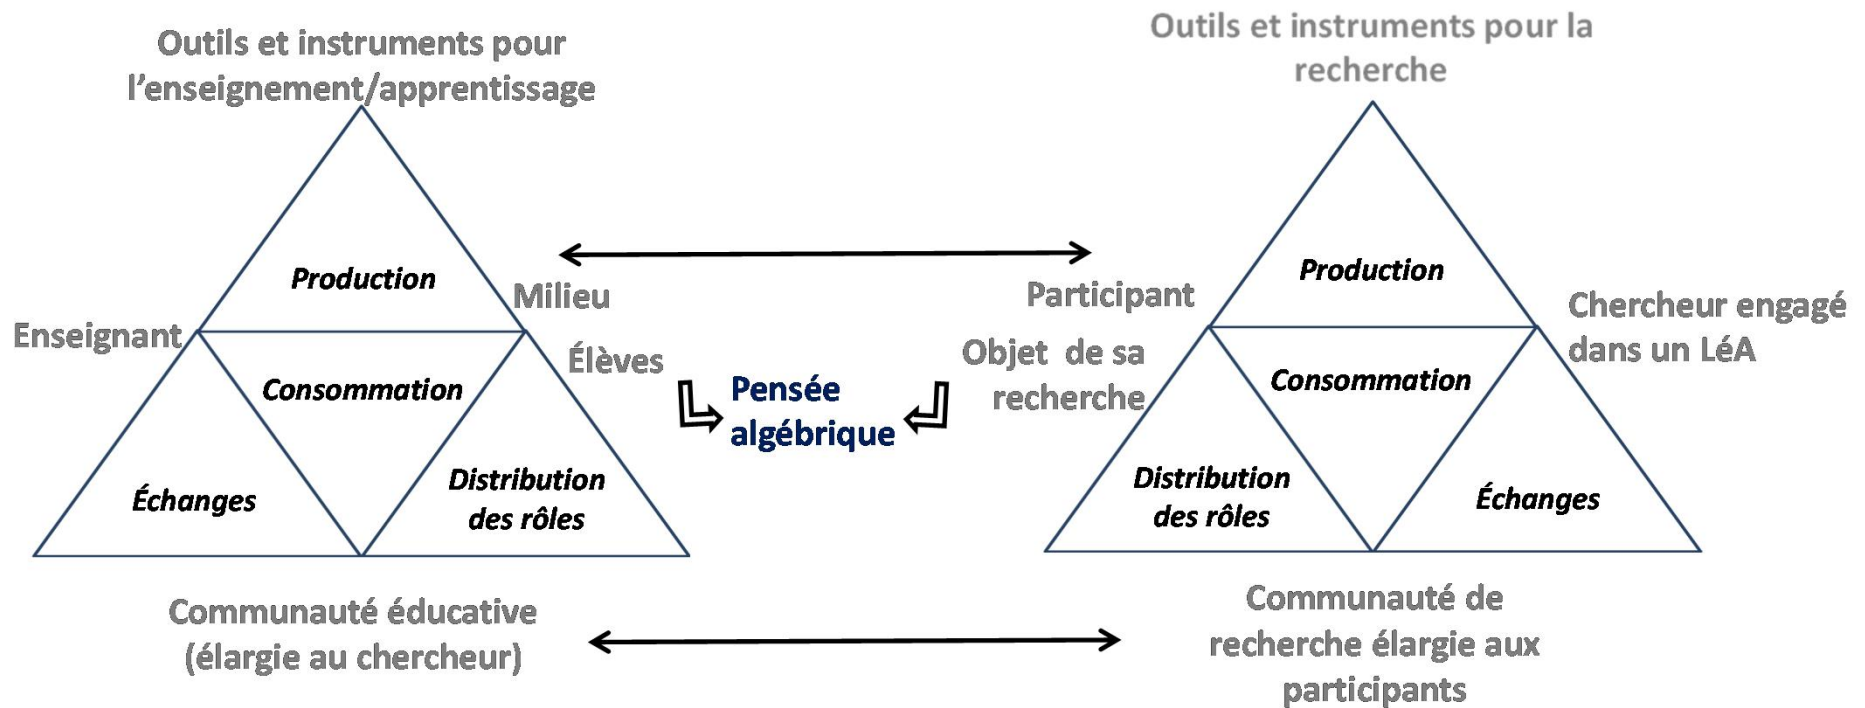 Outils et instruments pour
l'enseignement/apprentissage
Production
Milieu
Enseignant
Élèves
Consommation
Échanges
Distribution
des rôles
Communauté éducative
(élargie au chercheur)
Pensée
algébrique
Outils et instruments pour la
recherche
Production
Participant
Chercheur engagé
dans un LéA
Objet de sa
recherche
Consommation
Distribution
des rôles
Échanges
Communauté de
recherche élargie aux
participants